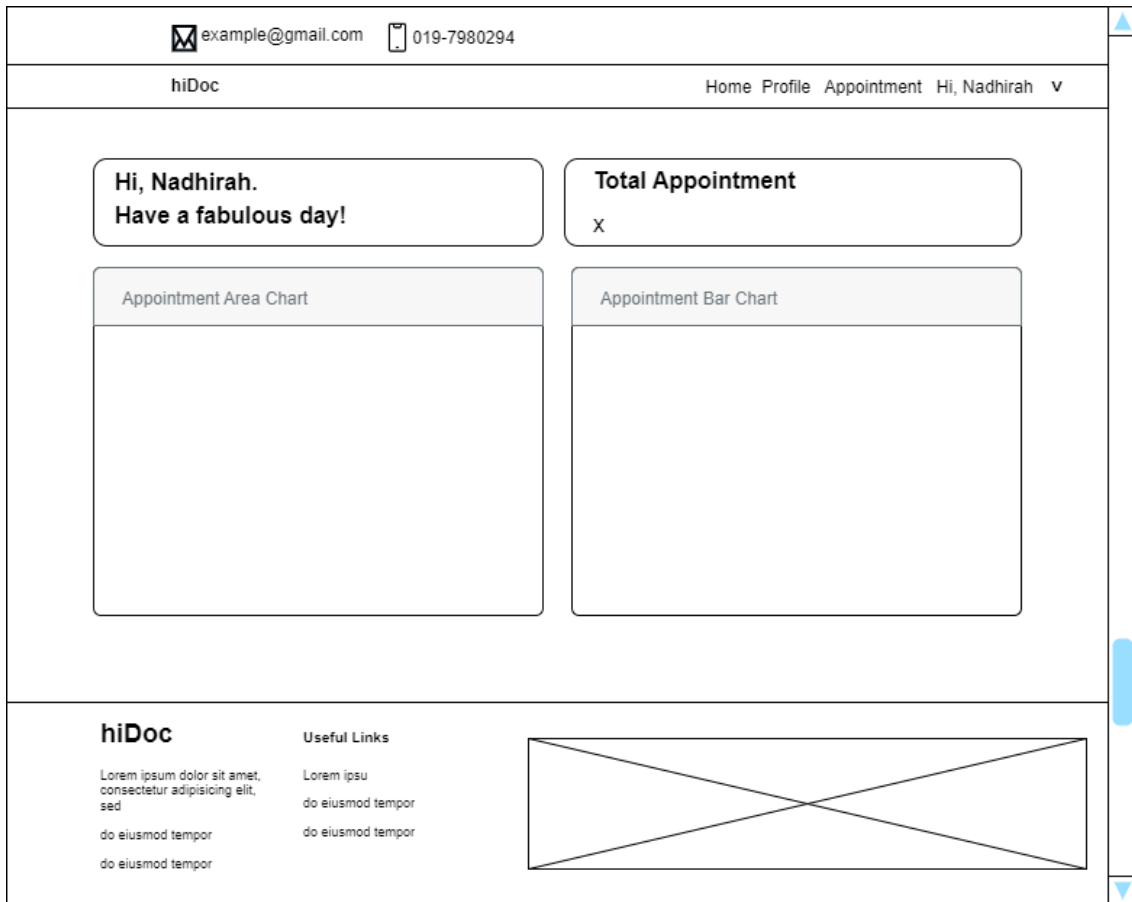 example@gmail.com 019-7980294
hiDoc Home Profile Appointment Hi, Nadhirah v
Hi, Nadhirah.
Have a fabulous day!
Total Appointment
X
Appointment Area Chart
Appointment Bar Chart
hiDoc
Lorem ipsum dolor sit amet,
consectetur adipisicing elit,
sed
do eiusmod tempor
do eiusmod tempor
Useful Links
Lorem ipsu
do eiusmod tempor
do eiusmod tempor